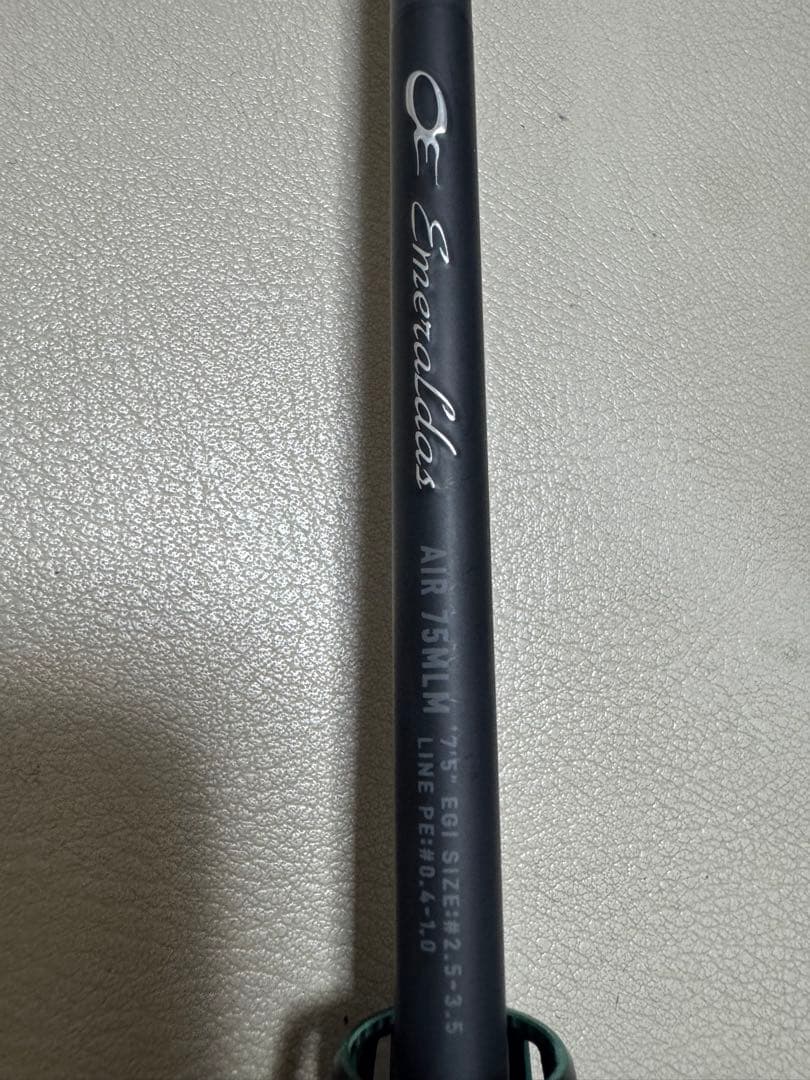 Emeraldas
AIR 75MLM
'7'5" EGI SIZE:#2.5-3.5
LINE PE:#0.4-1.0